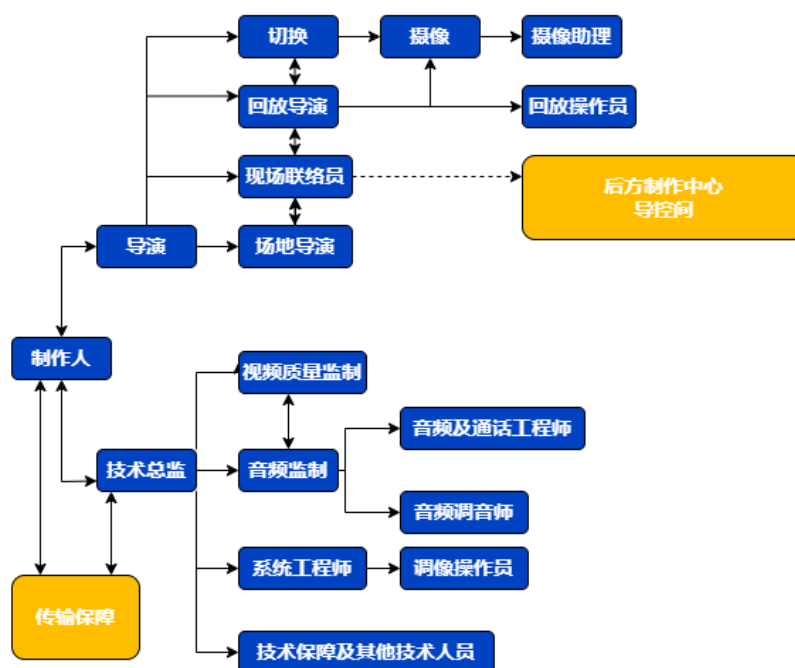 切换
摄像
摄像助理
回放导演
回放操作员
现场联络员
后方制作中心
导控间
导演
场地导演
制作人
视频质量监制
音频及通话工程师
技术总监
音频监制
音频调音师
系统工程师
调像操作员
传输保障
技术保障及其他技术人员